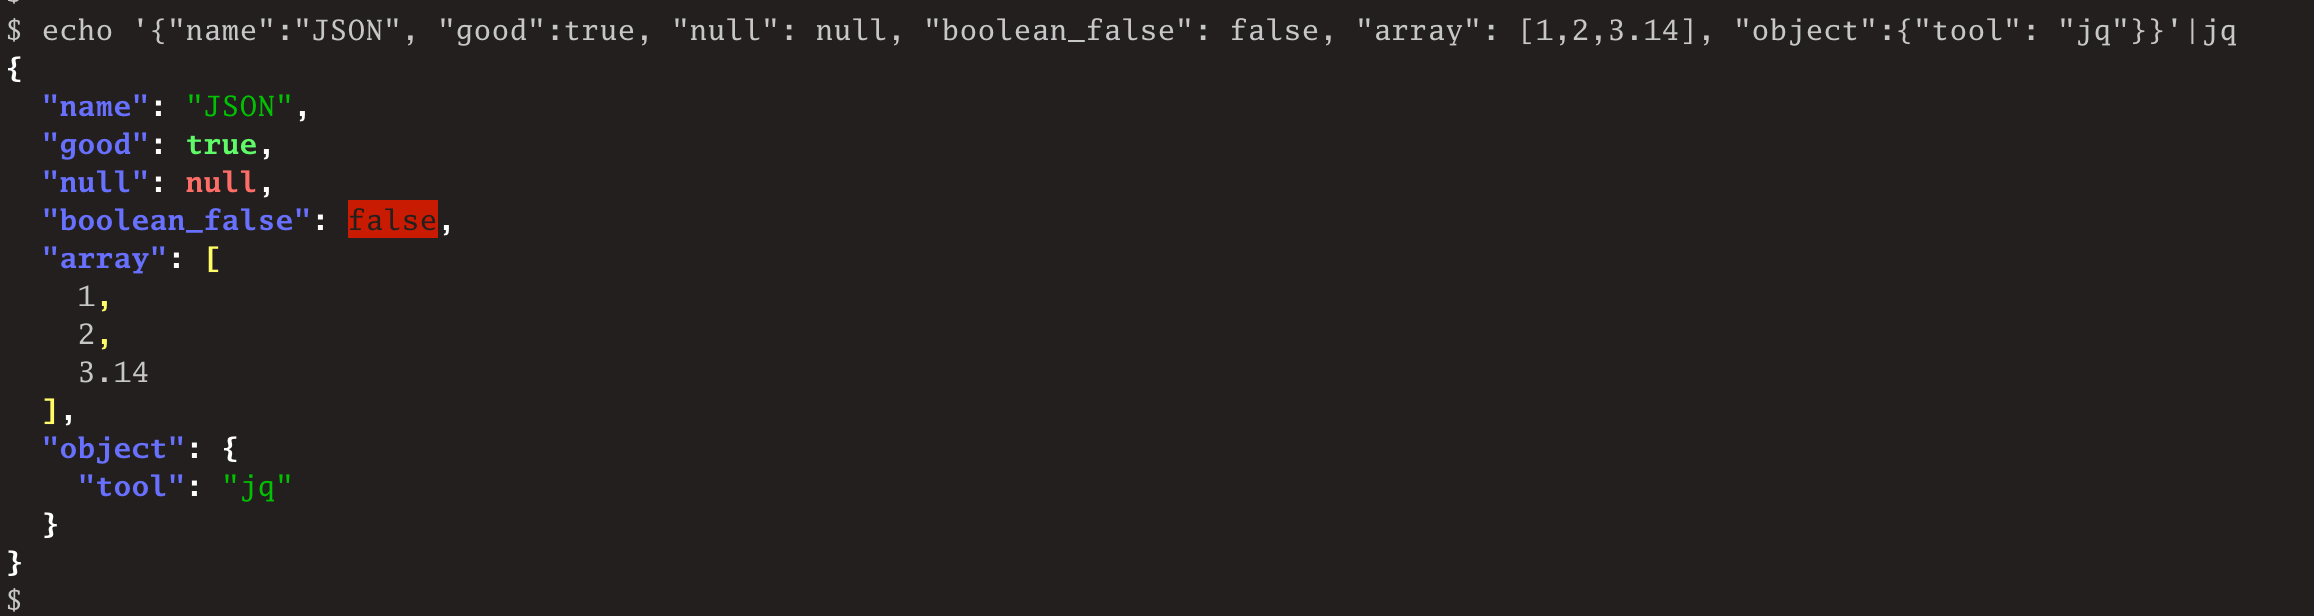 $ echo '{"name":"JSON", "good":true, "null": null, "boolean_false": false, "array": [1,2,3.14], "object":{"tool": "jq"}}'|jq
{
  "name": "JSON",
  "good": true,
  "null": null,
  "boolean_false": false,
  "array": [
    1,
    2,
    3.14
  ],
  "object": {
    "tool": "jq"
  }
}
$